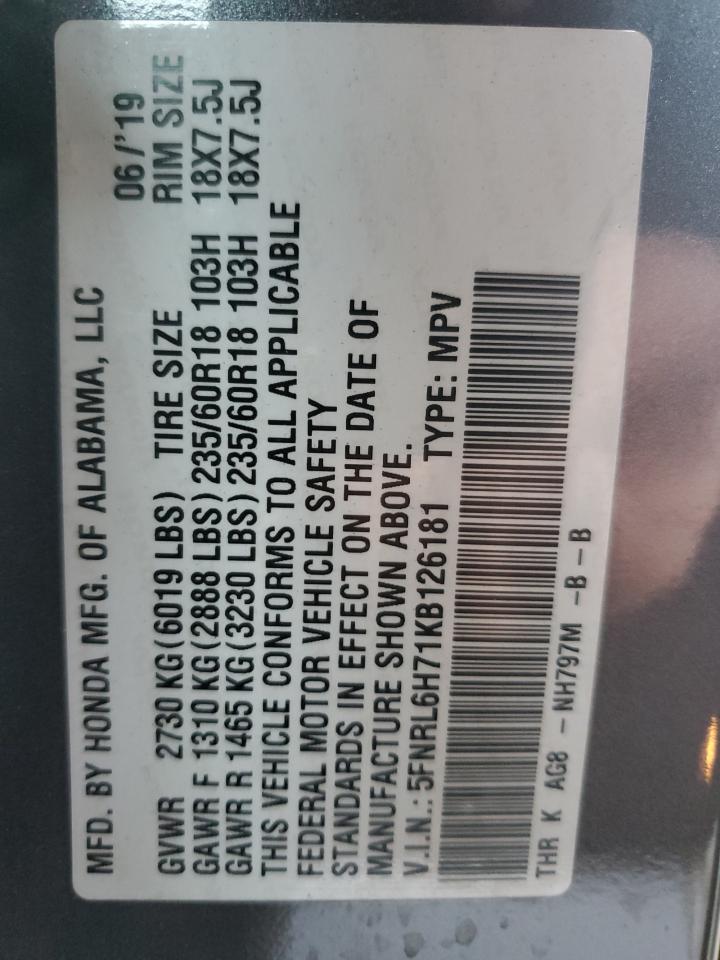 MFD. BY HONDA MFG. OF ALABAMA, LLC
06/'19
GVWR 2730 KG(6019 LBS) TIRE SIZE RIM SIZE
GAWR F 1310 KG(2888 LBS)235/60R18 103H 18X7.5J
GAWR R 1465 KG(3230 LBS)235/60R18 103H 18X7.5J
THIS VEHICLE CONFORMS TO ALL APPLICABLE
FEDERAL MOTOR VEHICLE SAFETY
STANDARDS IN EFFECT ON THE DATE OF
MANUFACTURE SHOWN ABOVE..
V.I.N.: 5FNRL6H71KB126181 TYPE: MPV
THR K AG8 - NH797M -B - B